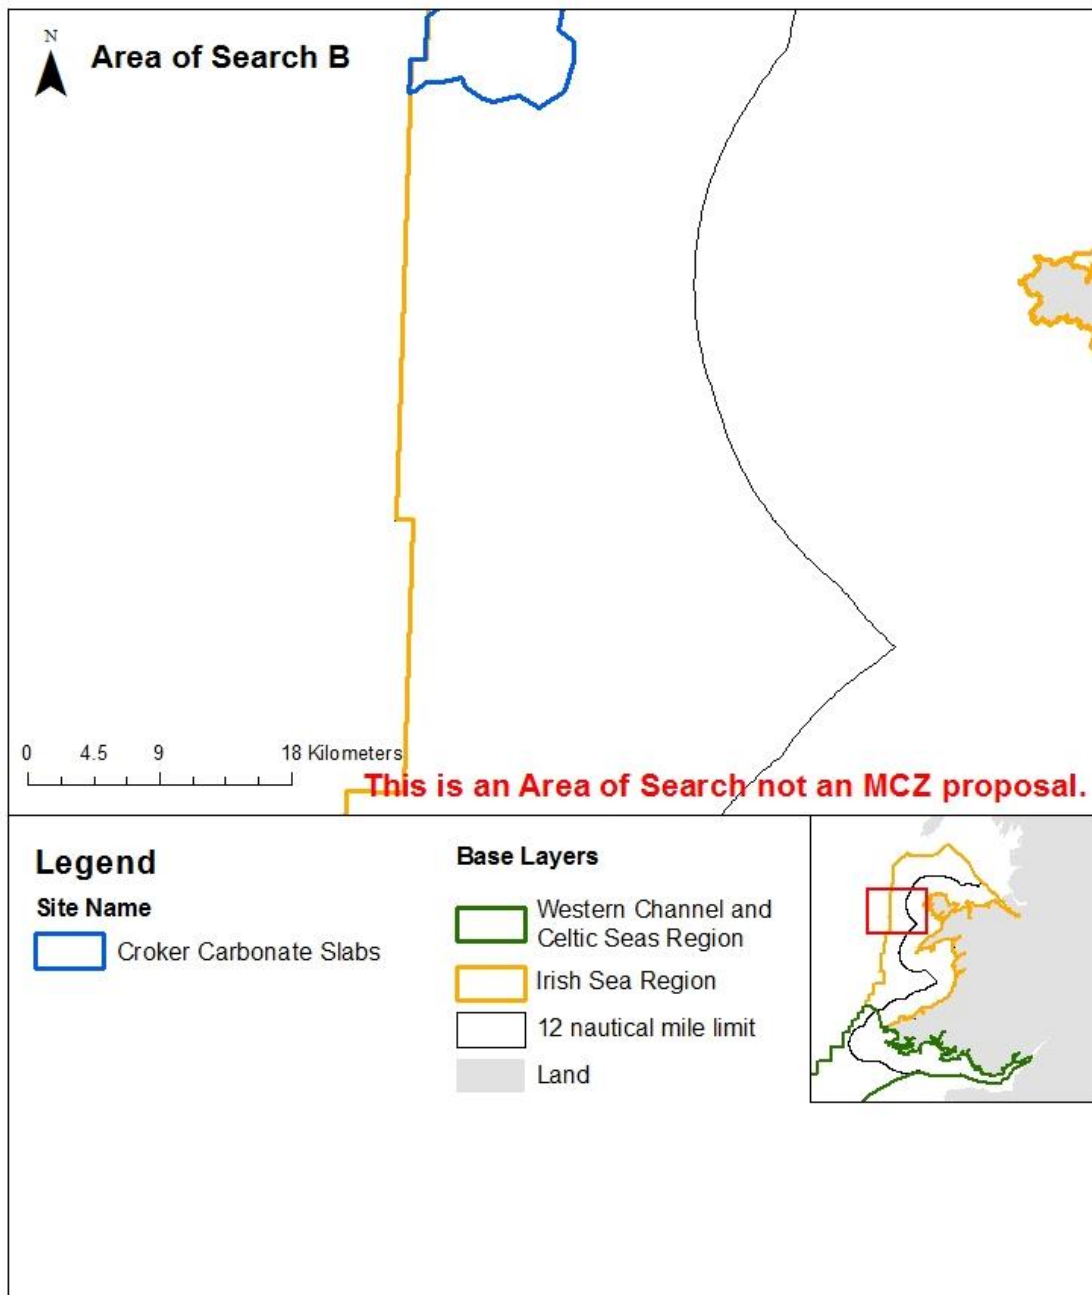 N
Area of Search B
0 4.5 9 18 Kilometers
This is an Area of Search not an MCZ proposal.
Legend
Site Name
Croker Carbonate Slabs
Base Layers
Western Channel and
Celtic Seas Region
Irish Sea Region
12 nautical mile limit
Land